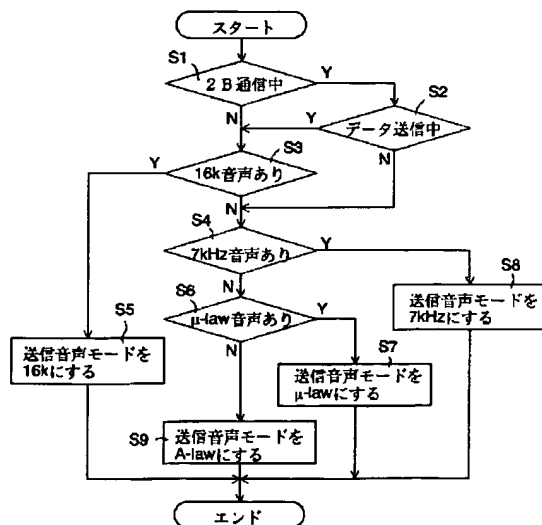 スタート
S1
2B通信中
Y
S2
N
Y
データ送信中
S3
N
Y
16k音声あり
N
S4
7kHz音声あり
Y
N
S6
S8
μ-law音声あり
Y
送信音声モードを
7kHzにする
S5
N
S7
送信音声モードを
16kにする
送信音声モードを
μ-lawにする
S9
送信音声モードを
A-lawにする
エンド